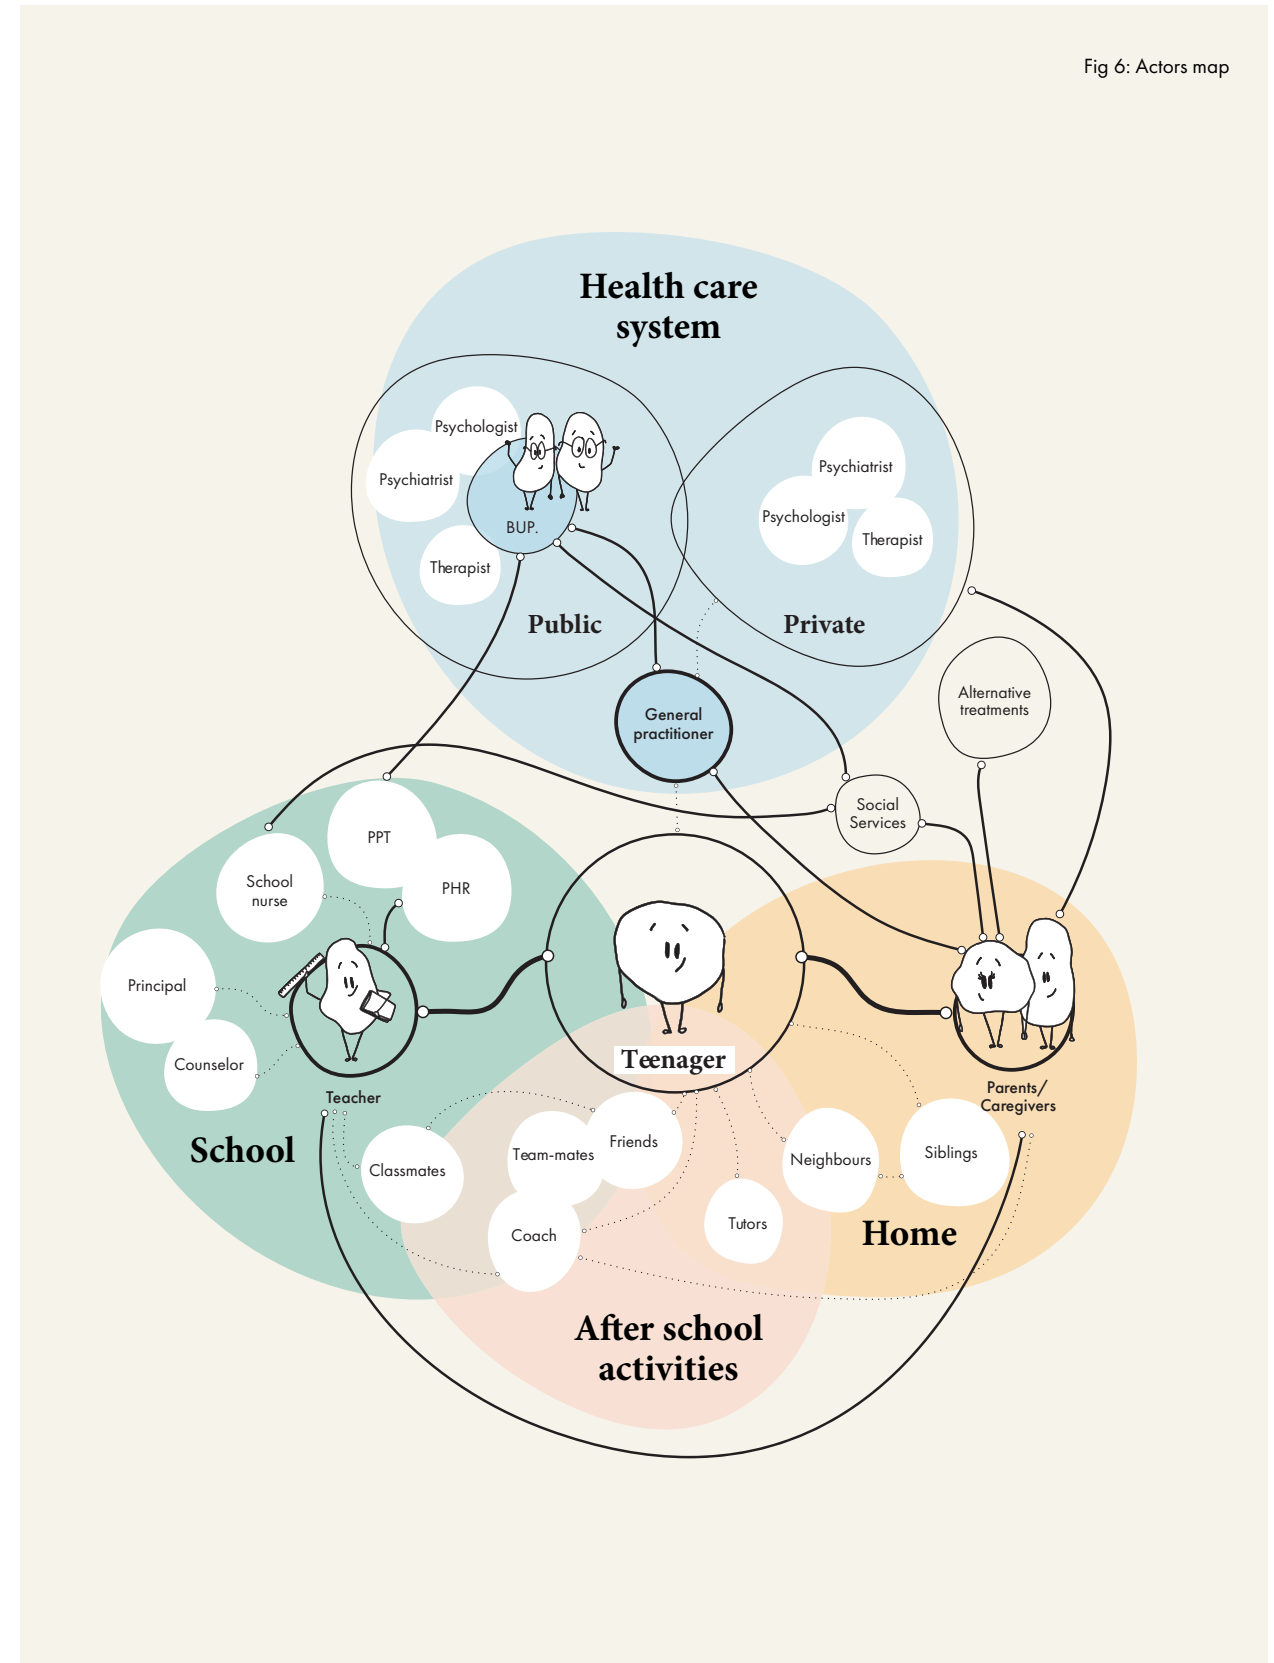 Fig 6: Actors map
Health care
system
Psychologist
Psychiatrist
BUP.
Therapist
Public
Psychiatrist
Psychologist
Therapist
Private
General
practitioner
Alternative
treatments
Social
Services
PPT
PHR
School
nurse
Principal
Counselor
Teacher
School
Teenager
Parents/
Caregivers
Classmates
Team-mates
Friends
Coach
Tutors
Neighbours
Siblings
Home
After school
activities